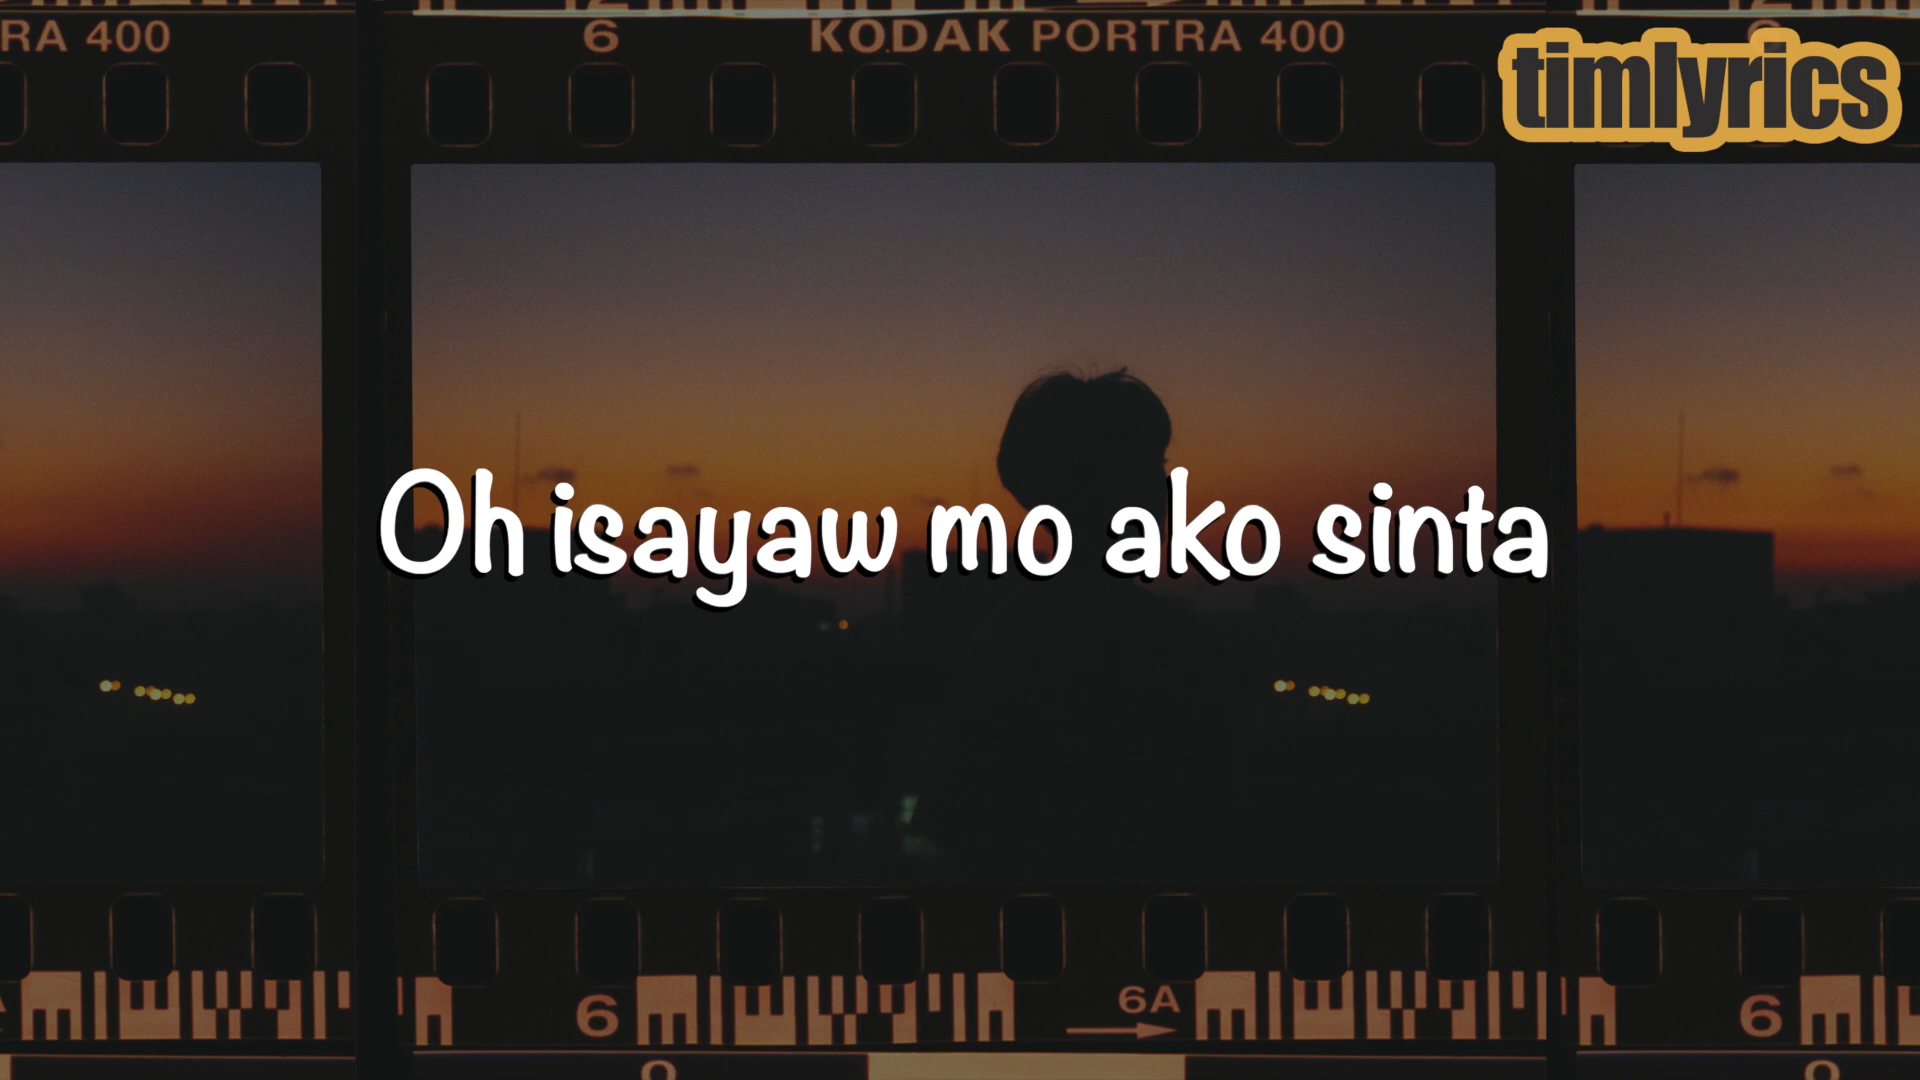 RA 400
6
KODAK PORTRA 400
timlyrics
Oh isayaw mo ako sinta
6
6A
6